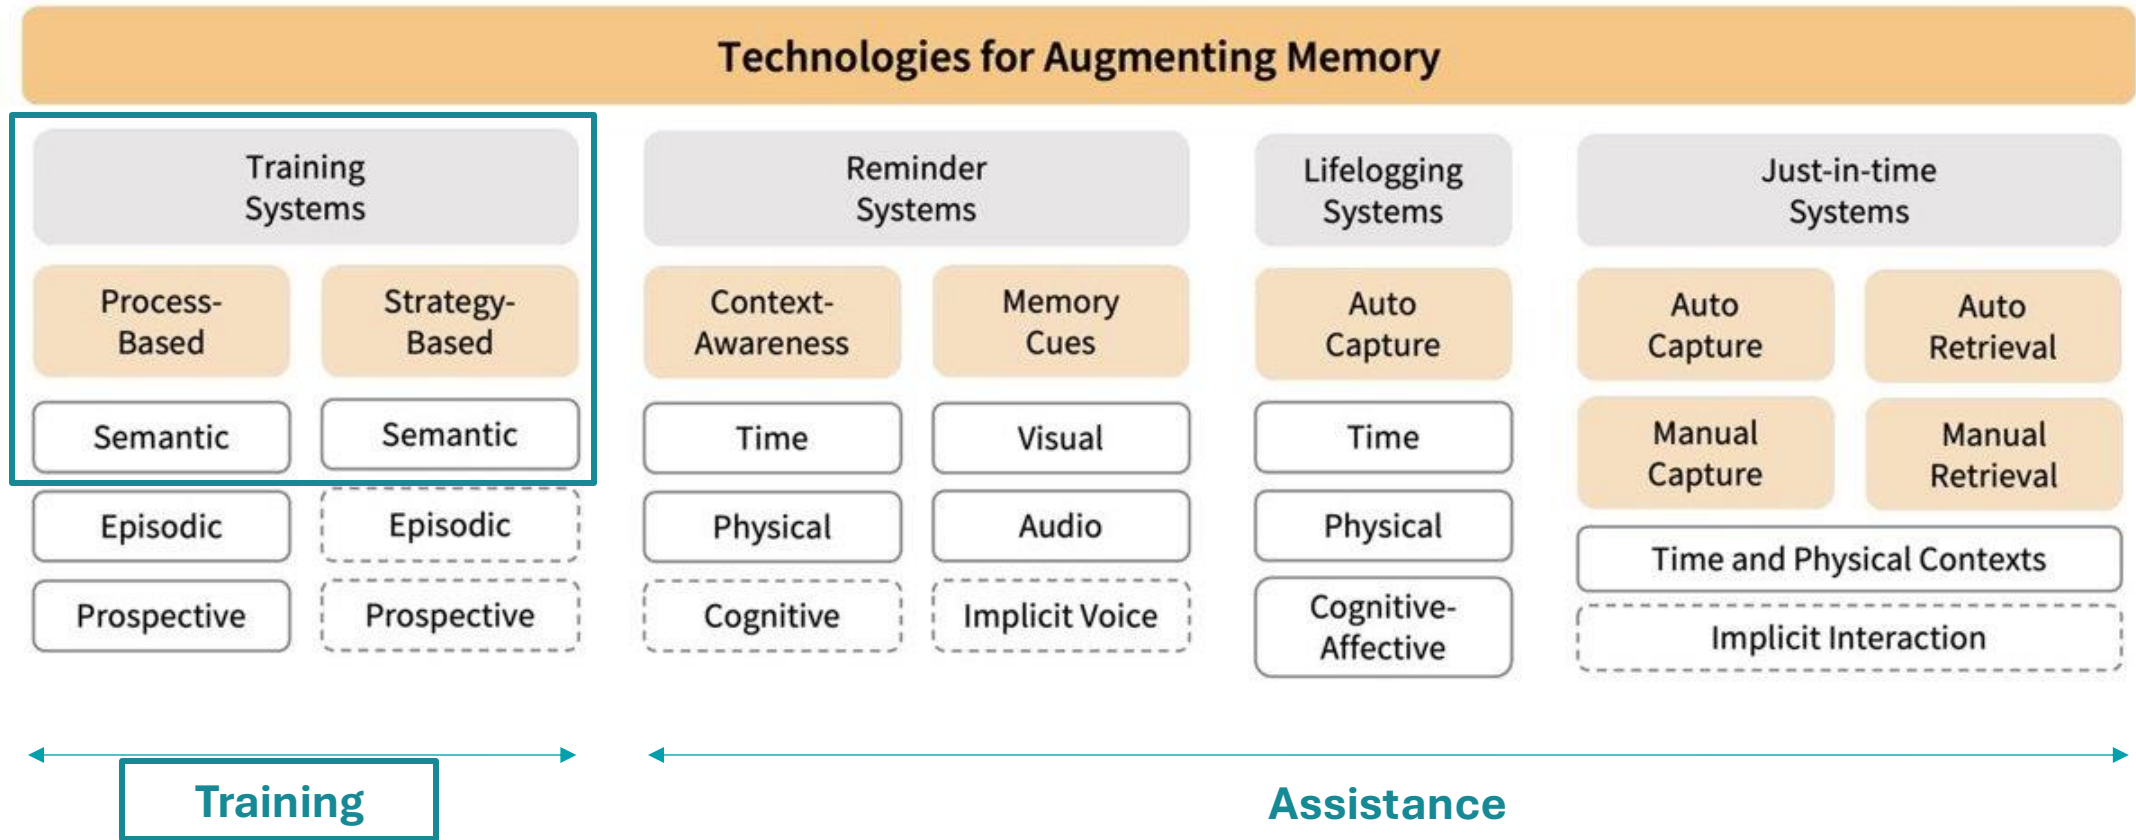 Technologies for Augmenting Memory
Training
Systems
Process-
Based
Strategy-
Based
Semantic
Semantic
Episodic
Episodic
Prospective
Prospective
Reminder
Systems
Context-
Awareness
Memory
Cues
Time
Visual
Physical
Audio
Cognitive
Implicit Voice
Lifelogging
Systems
Auto
Capture
Time
Physical
Cognitive-
Affective
Just-in-time
Systems
Auto
Capture
Auto
Retrieval
Manual
Capture
Manual
Retrieval
Time and Physical Contexts
Implicit Interaction
Training
Assistance